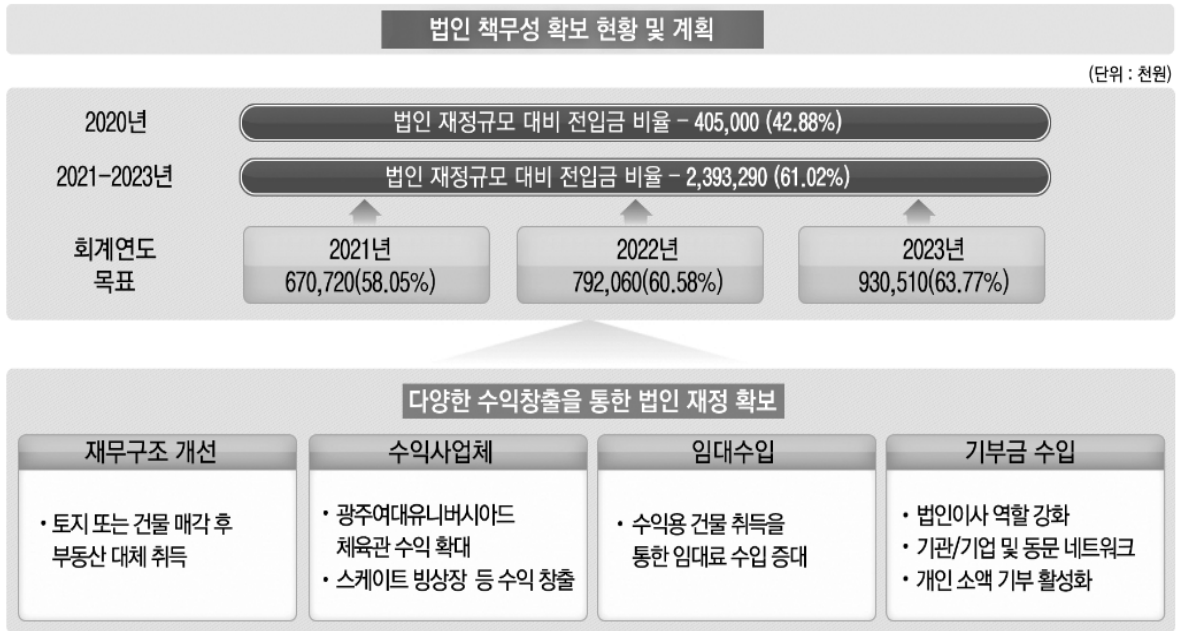 법인 책무성 확보 현황 및 계획
(단위 : 천원)
2020년
법인 재정규모 대비 전입금 비율 – 405,000 (42.88%)
2021-2023년
법인 재정규모 대비 전입금 비율 – 2,393,290 (61.02%)
회계연도
목표
2021년
670,720(58.05%)
2022년
792,060(60.58%)
2023년
930,510(63.77%)
다양한 수익창출을 통한 법인 재정 확보
재무구조 개선
• 토지 또는 건물 매각 후
부동산 대체 취득
수익사업체
• 광주여대유니버시아드
체육관 수익 확대
• 스케이트 빙상장 등 수익 창출
임대수입
• 수익용 건물 취득을
통한 임대료 수입 증대
기부금 수입
• 법인이사 역할 강화
• 기관/기업 및 동문 네트워크
• 개인 소액 기부 활성화